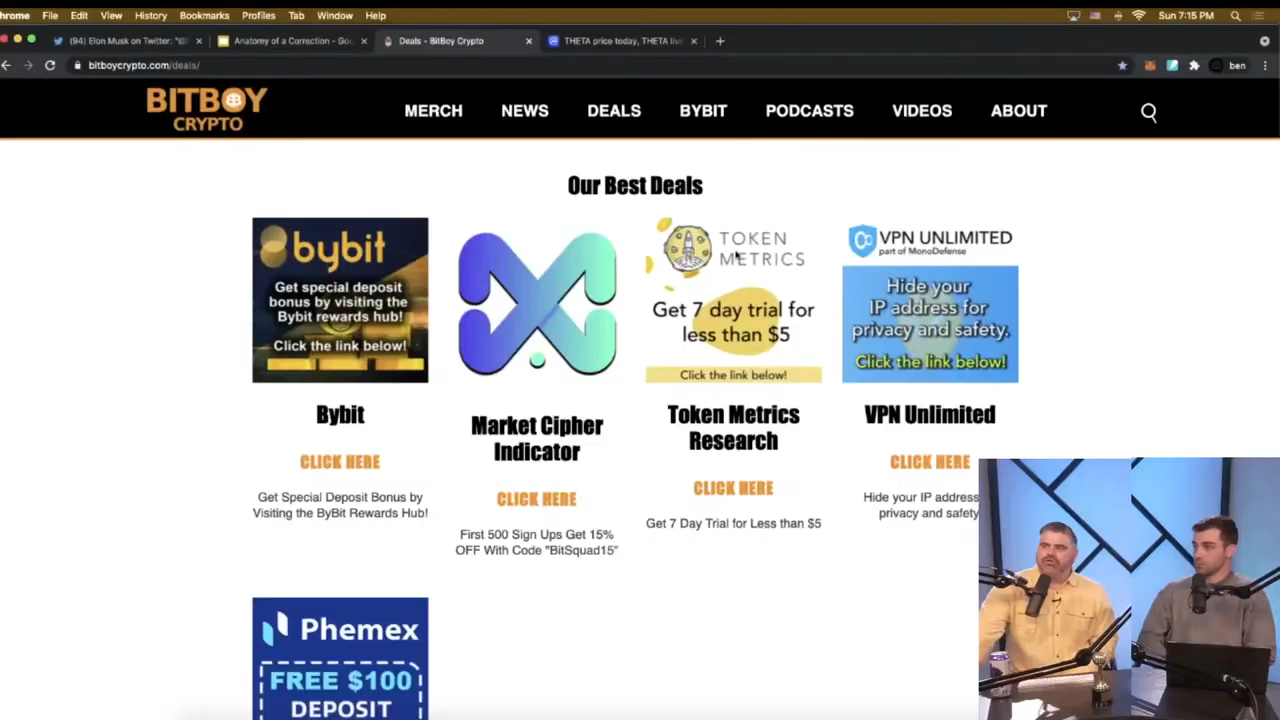 Chrome File Edit View History Bookmarks Profiles Tab Window Help Sun 7:15 PM
(94) Elon Musk on Twitter: "@ Anatomy of a Correction - Goo Deals - BitBoy Crypto THETA price today, THETA live
bitboycrypto.com/deals/ ben
BITBOY
CRYPTO
MERCH NEWS DEALS BYBIT PODCASTS VIDEOS ABOUT
Our Best Deals
bybit
Get special deposit
bonus by visiting the
Bybit rewards hub!
Click the link below!
TOKEN
METRICS
Get 7 day trial for
less than $5
Click the link below!
VPN UNLIMITED
part of MonoDefense
Hide your
IP address for
privacy and safety.
Click the link below!
Bybit
CLICK HERE
Get Special Deposit Bonus by
Visiting the ByBit Rewards Hub!
Market Cipher
Indicator
CLICK HERE
First 500 Sign Ups Get 15%
OFF With Code "BitSquad15"
Token Metrics
Research
CLICK HERE
Get 7 Day Trial for Less than $5
VPN Unlimited
CLICK HERE
Hide your IP address
privacy and safety
Phemex
FREE $100
DEPOSIT